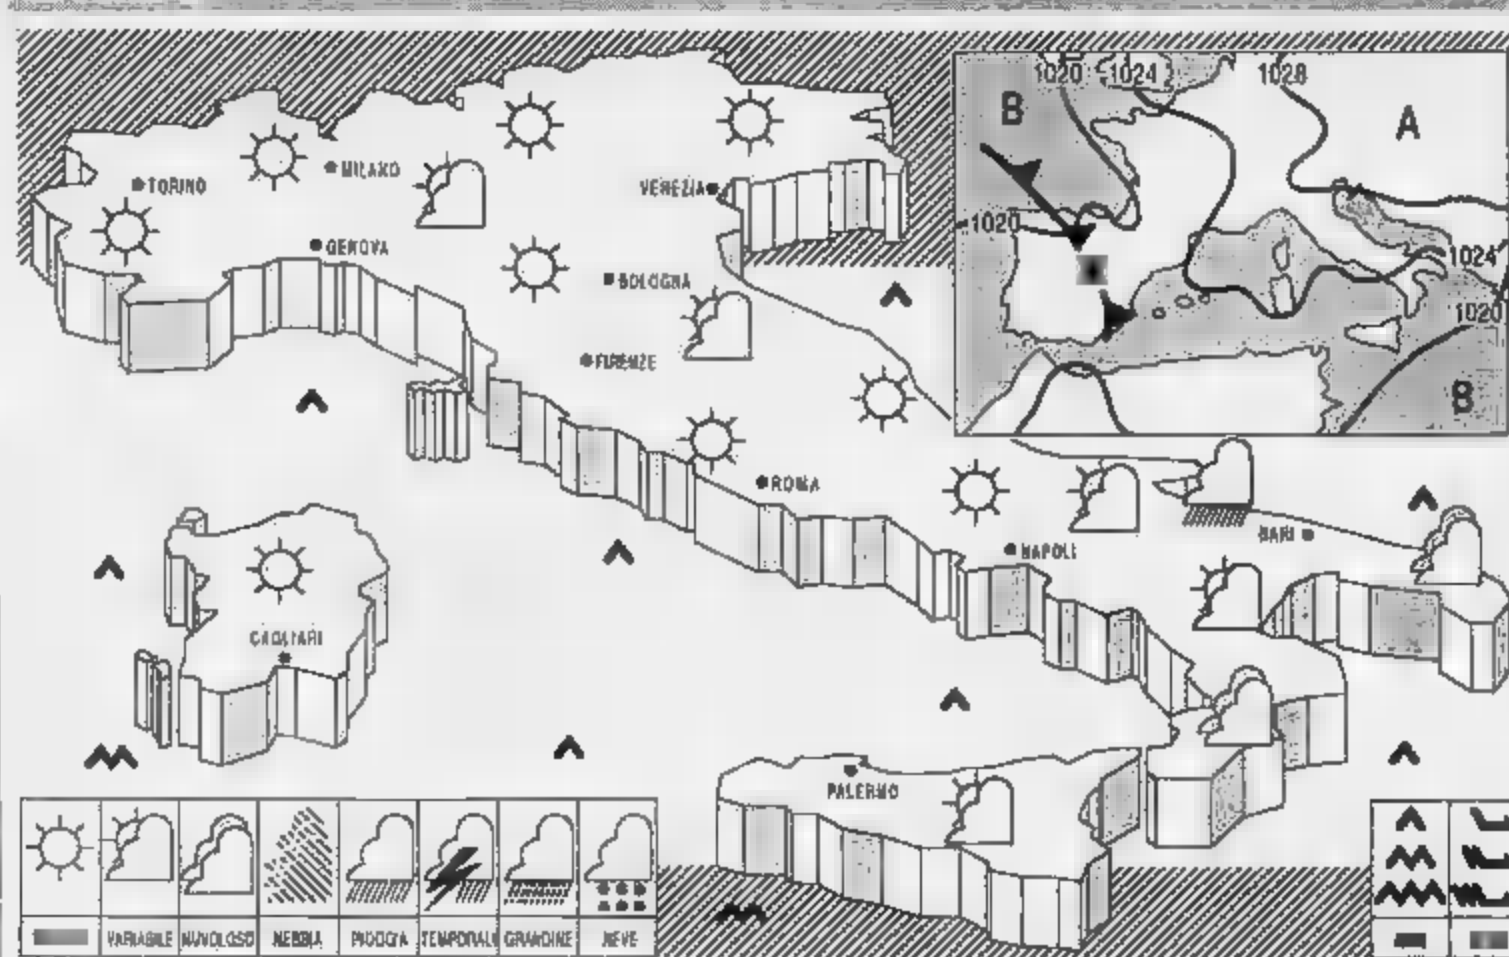 1020 1024 1028
B
A
MILANO
TORINO
VENEZIA
1020
GENOVA
1024
BOLOGNA
1020
FIRENZE
B
ROMA
BARI
NAPOLI
CAGLIARI
PALERMO
VARIABILE NUVOLOSO NEBBIA PIOGGIA TEMPORALE GRANDINE NEVE